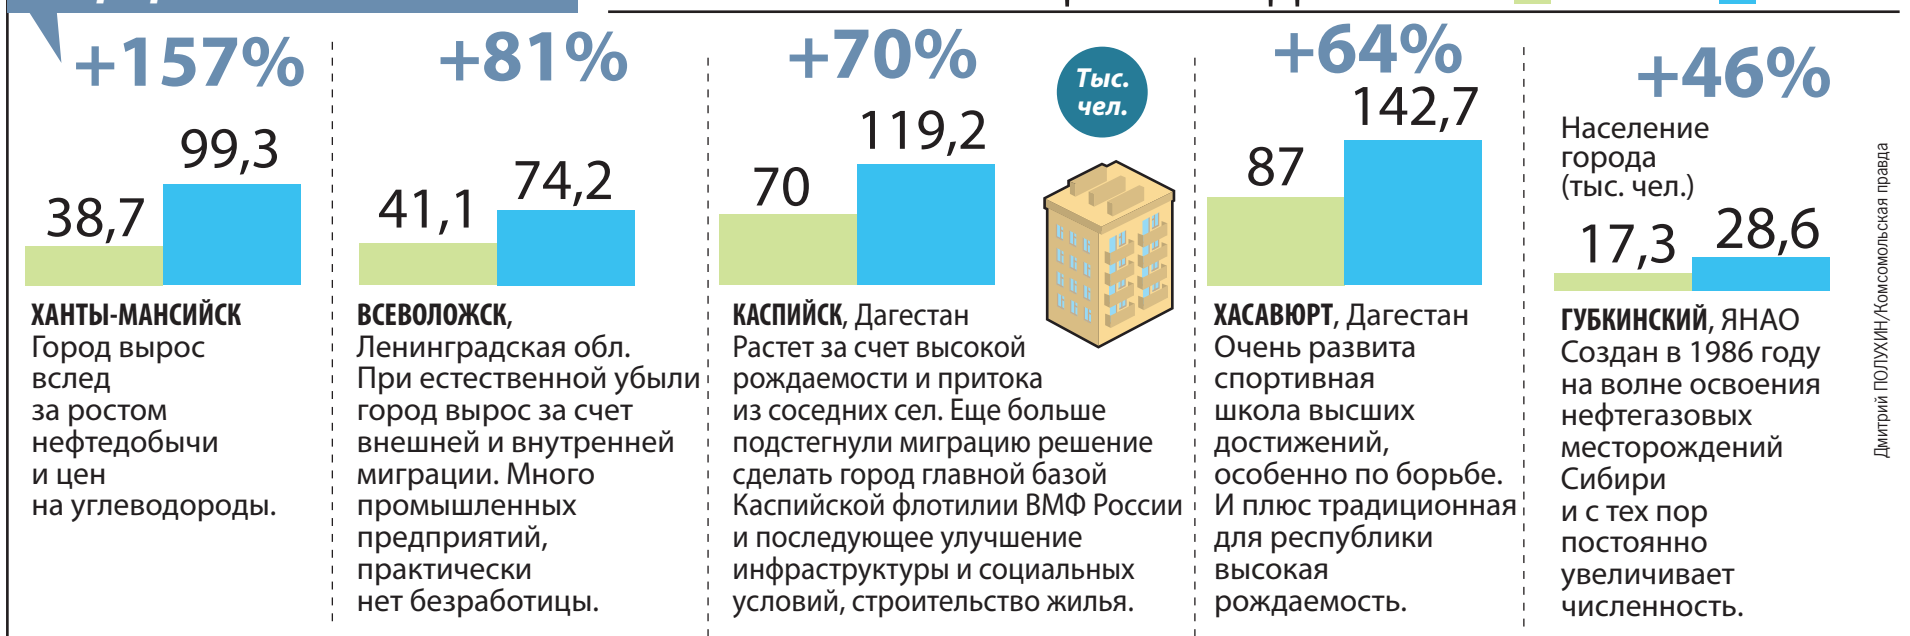 +157%
99,3
38,7
ХАНТЫ-МАНСИЙСК
Город вырос
вслед
за ростом
нефтедобычи
и цен
на углеводороды.
+81%
74,2
41,1
ВСЕВОЛОЖСК,
Ленинградская обл.
При естественной убыли
город вырос за счет
внешней и внутренней
миграции. Много
промышленных
предприятий,
практически
нет безработицы.
+70%
119,2
70
Тыс.
чел.
КАСПИЙСК, Дагестан
Растет за счет высокой
рождаемости и притока
из соседних сел. Еще больше
подстегнули миграцию решение
сделать город главной базой
Каспийской флотилии ВМФ России
и последующее улучшение
инфраструктуры и социальных
условий, строительство жилья.
+64%
142,7
87
ХАСАВЮРТ, Дагестан
Очень развита
спортивная
школа высших
достижений,
особенно по борьбе.
И плюс традиционная
для республики
высокая
рождаемость.
+46%
Население
города
(тыс. чел.)
28,6
17,3
ГУБКИНСКИЙ, ЯНАО
Создан в 1986 году
на волне освоения
нефтегазовых
месторождений
Сибири
и с тех пор
постоянно
увеличивает
численность.
Дмитрий ПОЛУХИН/Комсомольская правда